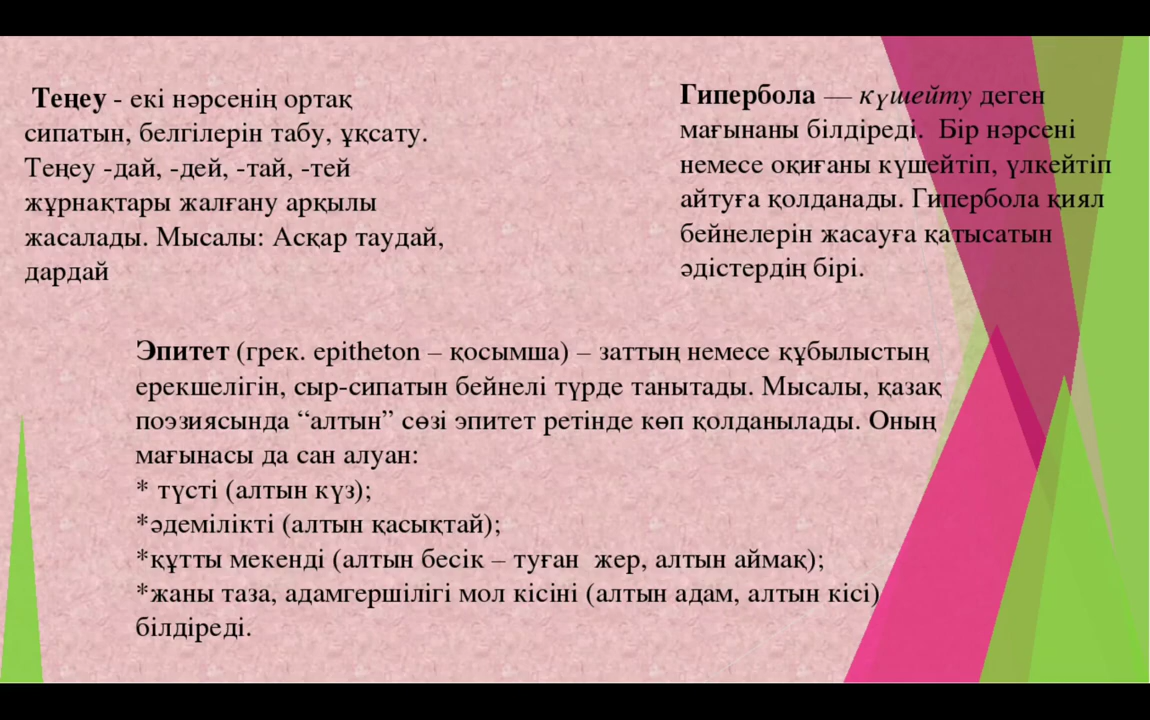 Теңеу - екі нәрсенің ортақ
сипатын, белгілерін табу, ұқсату.
Теңеу -дай, -дей, -тай, -тей
жұрнақтары жалғану арқылы
жасалады. Мысалы: Асқар таудай,
дардай
Гипербола — күшейту деген
мағынаны білдіреді. Бір нәрсені
немесе оқиғаны күшейтіп, үлкейтіп
айтуға қолданады. Гипербола қиял
бейнелерін жасауға қатысатын
әдістердің бірі.
Эпитет (грек. epitheton – қосымша) – заттың немесе құбылыстың
ерекшелігін, сыр-сипатын бейнелі түрде танытады. Мысалы, қазақ
поэзиясында “алтын” сөзі эпитет ретінде көп қолданылады. Оның
мағынасы да сан алуан:
* түсті (алтын күз);
*әдемілікті (алтын қасықтай);
*құтты мекенді (алтын бесік – туған жер, алтын аймақ);
*жаны таза, адамгершілігі мол кісіні (алтын адам, алтын кісі)
білдіреді.